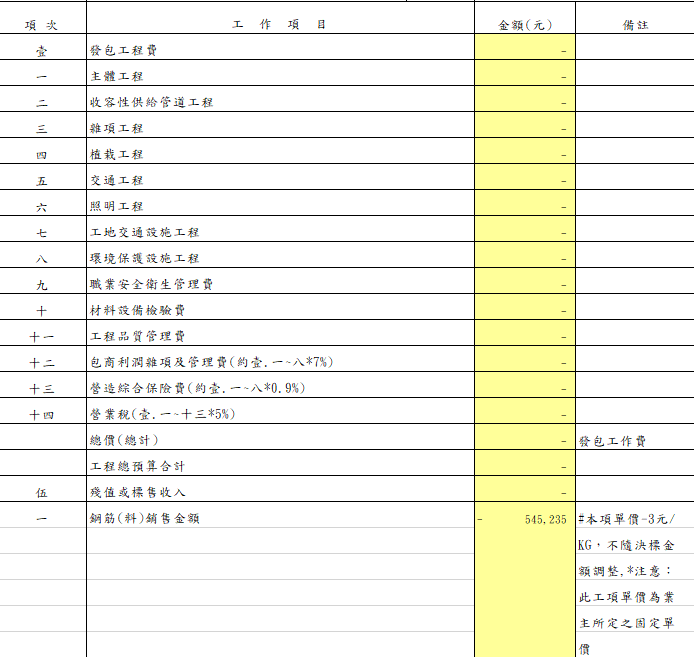 項 次 工 作 項 目 金額(元) 備註
壹 發包工程費 -
一 主體工程 -
二 收容性供給管道工程 -
三 雜項工程 -
四 植栽工程 -
五 交通工程 -
六 照明工程 -
七 工地交通設施工程 -
八 環境保護設施工程 -
九 職業安全衛生管理費 -
十 材料設備檢驗費 -
十一 工程品質管理費 -
十二 包商利潤雜項及管理費(約壹.一~八*7%) -
十三 營造綜合保險費(約壹.一~八*0.9%) -
十四 營業稅(壹.一~十三*5%) -
總價(總計) - 發包工作費
工程總預算合計 -
伍 殘值或標售收入 -
一 鋼筋(料)銷售金額 - 545,235 #本項單價-3元/
KG，不隨決標金
額調整,*注意：
此工項單價為業
主所定之固定單
價